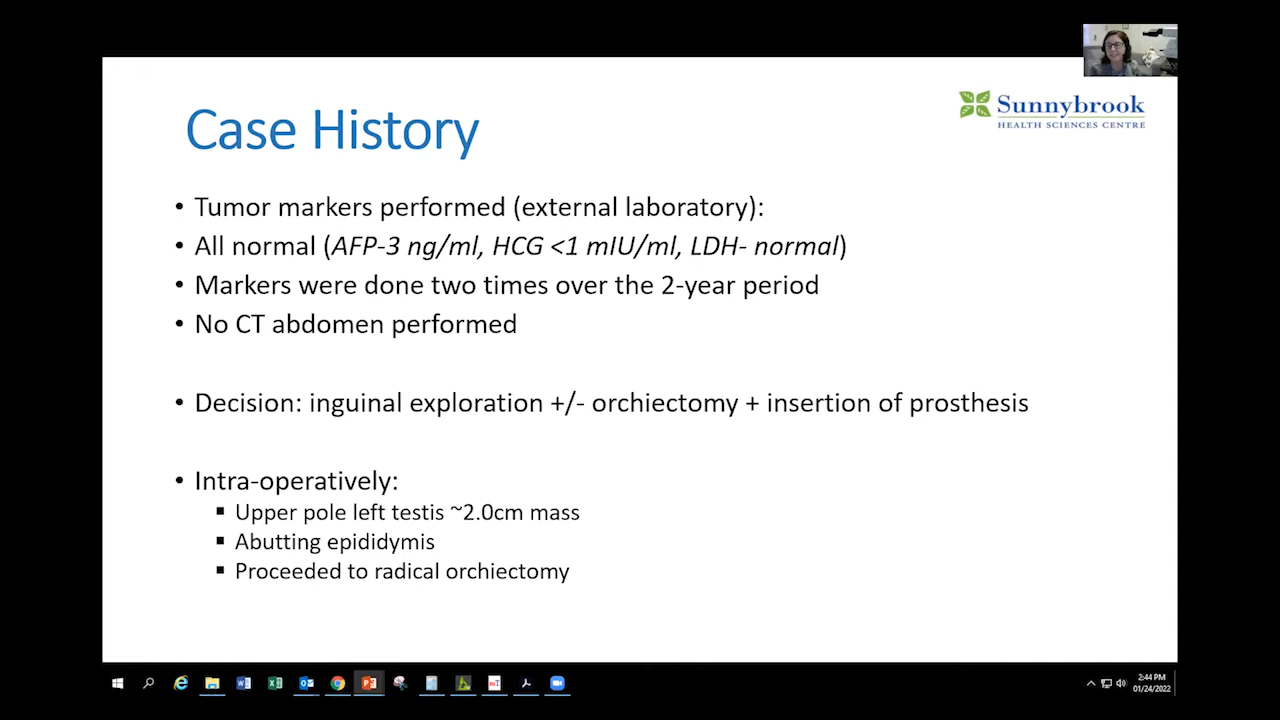 Sunnybrook
HEALTH SCIENCES CENTRE
Case History
• Tumor markers performed (external laboratory):
• All normal (AFP-3 ng/ml, HCG <1 mIU/ml, LDH- normal)
• Markers were done two times over the 2-year period
• No CT abdomen performed
• Decision: inguinal exploration +/- orchiectomy + insertion of prosthesis
• Intra-operatively:
▪ Upper pole left testis ~2.0cm mass
▪ Abutting epididymis
▪ Proceeded to radical orchiectomy
2:44 PM
01/24/2022